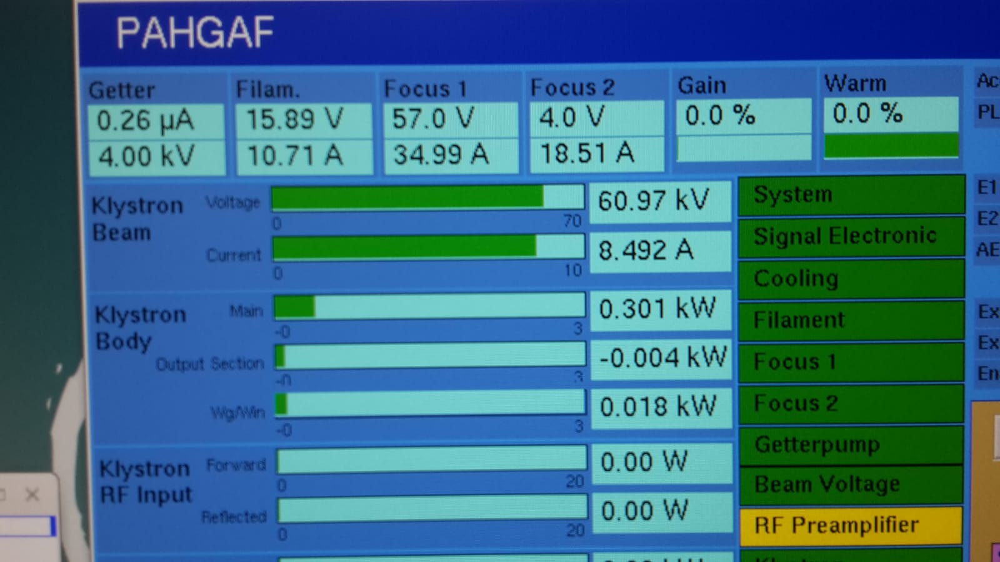 PAHGAF
Getter Filam. Focus 1 Focus 2 Gain Warm
0.26 µA 15.89 V 57.0 V 4.0 V 0.0 % 0.0 %
4.00 kV 10.71 A 34.99 A 18.51 A
Ac
PL
Klystron Beam
Voltage 60.97 kV
0 70
Current 8.492 A
0 10
Klystron Body
Main 0.301 kW
-0 3
Output Section -0.004 kW
-0 3
Wg/Win 0.018 kW
-0 3
Klystron RF Input
Forward 0.00 W
0 20
Reflected 0.00 W
0 20
System
Signal Electronic
Cooling
Filament
Focus 1
Focus 2
Getterpump
Beam Voltage
RF Preamplifier
E1
E2
AE
Ex
Ex
En